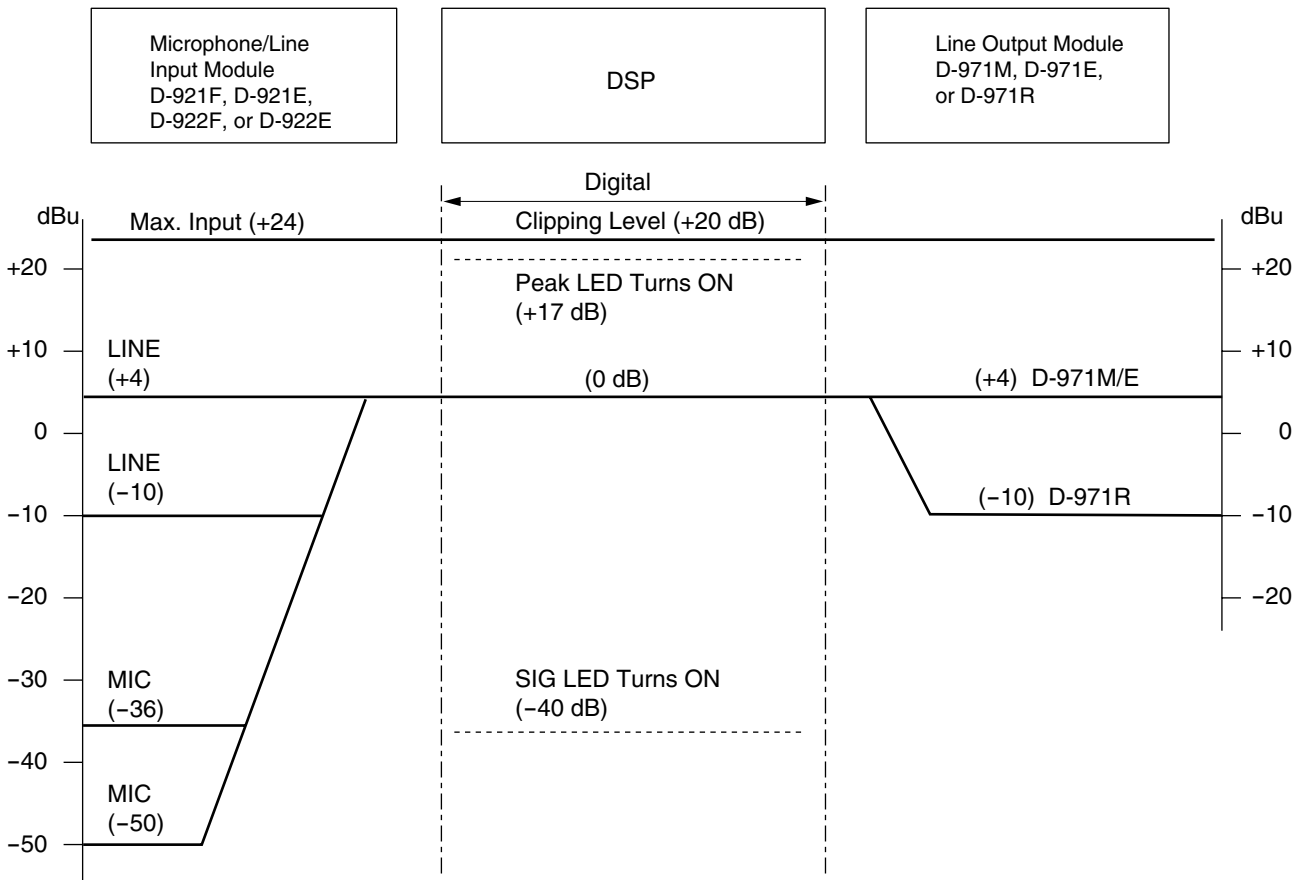 Microphone/Line
Input Module
D-921F, D-921E,
D-922F, or D-922E
DSP
Line Output Module
D-971M, D-971E,
or D-971R
Digital
dBu
Max. Input (+24)
Clipping Level (+20 dB)
dBu
+20
Peak LED Turns ON
(+17 dB)
+20
+10
LINE
(+4)
(0 dB)
(+4) D-971M/E
+10
0
0
LINE
(−10)
(−10) D-971R
−10
−10
−20
−20
−30
MIC
(−36)
SIG LED Turns ON
(−40 dB)
−40
MIC
(−50)
−50